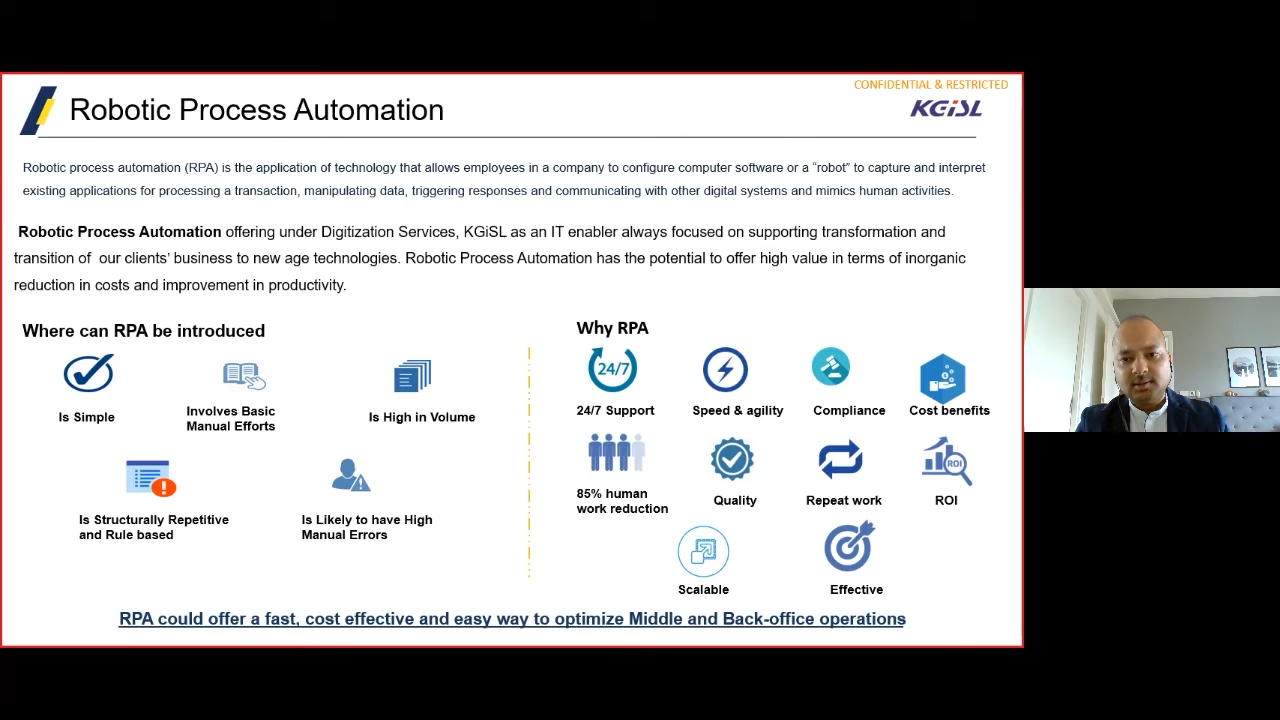 CONFIDENTIAL & RESTRICTED
Robotic Process Automation
KGiSL
Robotic process automation (RPA) is the application of technology that allows employees in a company to configure computer software or a “robot” to capture and interpret
existing applications for processing a transaction, manipulating data, triggering responses and communicating with other digital systems and mimics human activities.
Robotic Process Automation offering under Digitization Services, KGiSL as an IT enabler always focused on supporting transformation and
transition of our clients’ business to new age technologies. Robotic Process Automation has the potential to offer high value in terms of inorganic
reduction in costs and improvement in productivity.
Where can RPA be introduced
Is Simple
Involves Basic
Manual Efforts
Is High in Volume
Is Structurally Repetitive
and Rule based
Is Likely to have High
Manual Errors
Why RPA
24/7
24/7 Support
Speed & agility
Compliance
Cost benefits
85% human
work reduction
Quality
Repeat work
ROI
ROI
Scalable
Effective
RPA could offer a fast, cost effective and easy way to optimize Middle and Back-office operations